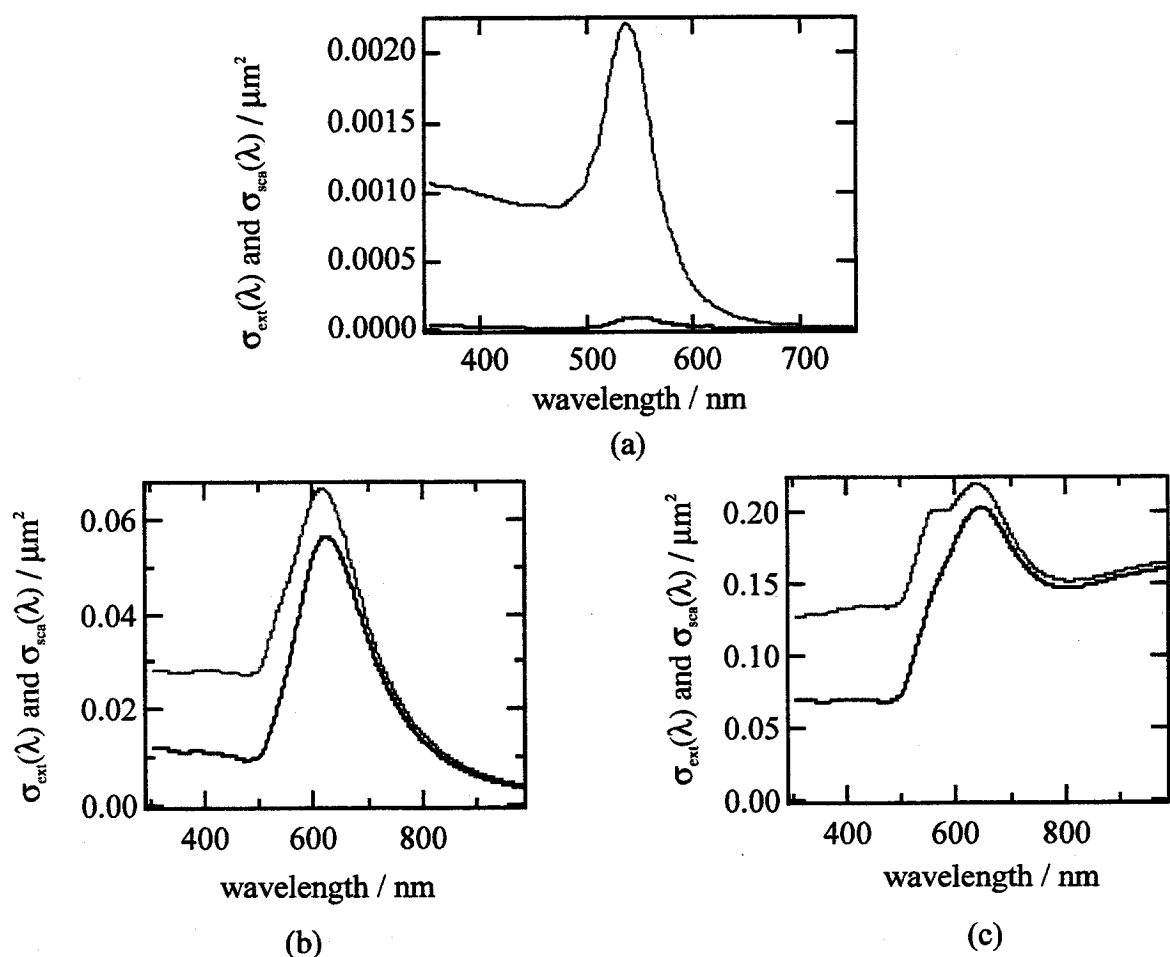 σext(λ) and σsca(λ) / μm²
0.0020
0.0015
0.0010
0.0005
0.0000
400 500 600 700
wavelength / nm
(a)
σext(λ) and σsca(λ) / μm²
0.06
0.04
0.02
0.00
400 600 800
wavelength / nm
(b)
σext(λ) and σsca(λ) / μm²
0.20
0.15
0.10
0.05
0.00
400 600 800
wavelength / nm
(c)